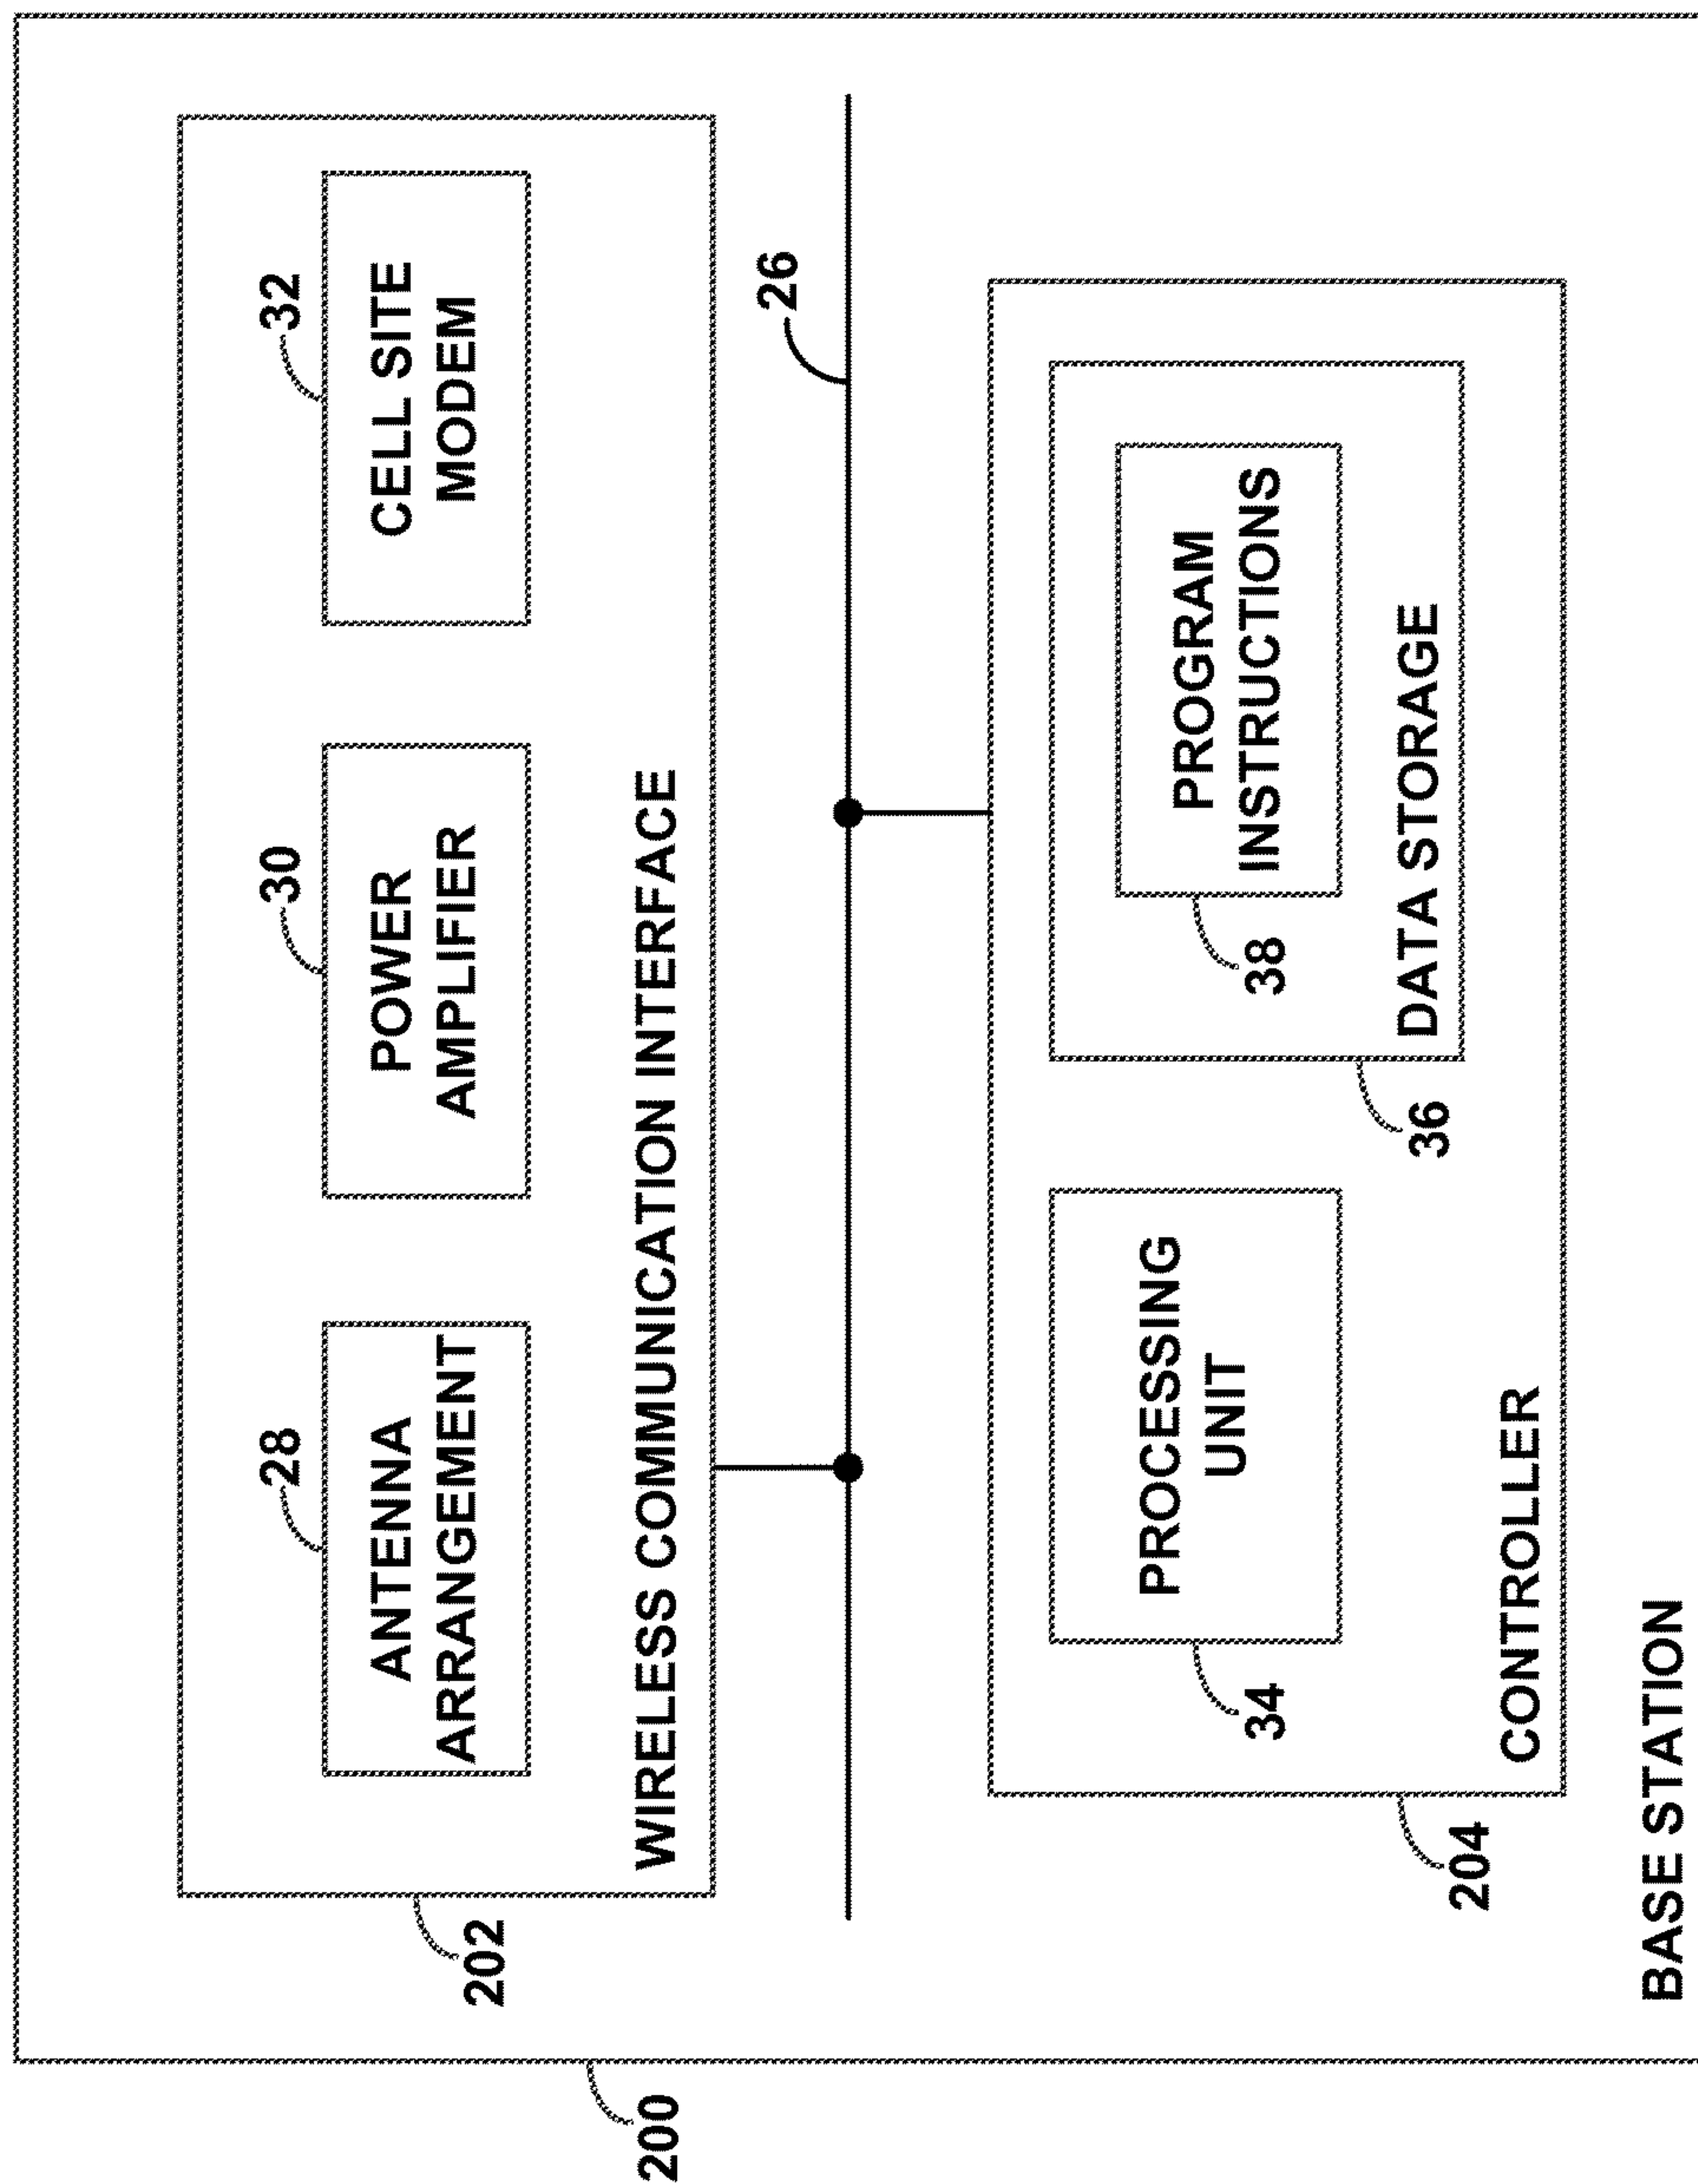 200
202
28
ANTENNA
ARRANGEMENT
30
POWER
AMPLIFIER
32
CELL SITE
MODEM
WIRELESS COMMUNICATION INTERFACE
26
204
34
PROCESSING
UNIT
36
38
PROGRAM
INSTRUCTIONS
DATA STORAGE
CONTROLLER
BASE STATION